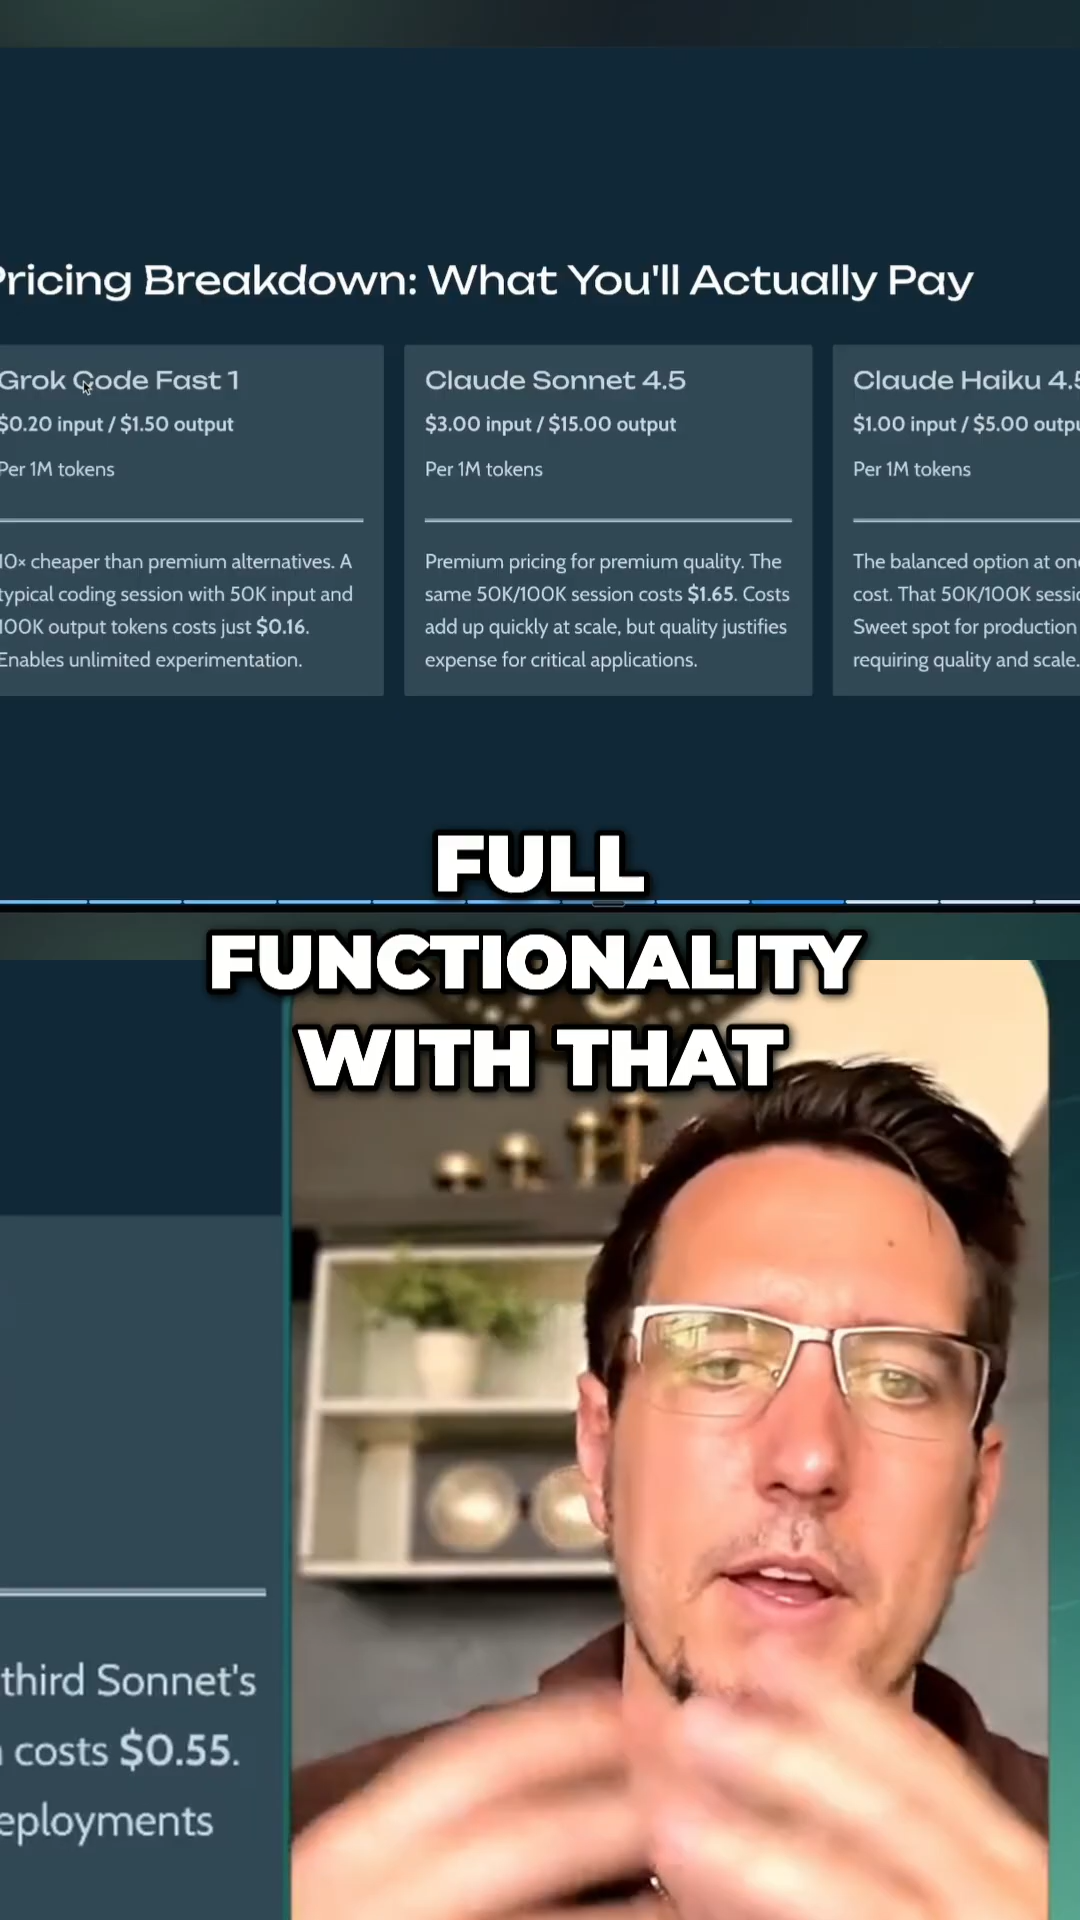 Pricing Breakdown: What You'll Actually Pay
Grok Code Fast 1
$0.20 input / $1.50 output
Per 1M tokens
10× cheaper than premium alternatives. A
typical coding session with 50K input and
100K output tokens costs just $0.16.
Enables unlimited experimentation.
Claude Sonnet 4.5
$3.00 input / $15.00 output
Per 1M tokens
Premium pricing for premium quality. The
same 50K/100K session costs $1.65. Costs
add up quickly at scale, but quality justifies
expense for critical applications.
Claude Haiku 4.5
$1.00 input / $5.00 outpu
Per 1M tokens
The balanced option at one
cost. That 50K/100K sessi
Sweet spot for production
requiring quality and scale.
FULL
FUNCTIONALITY
WITH THAT
third Sonnet's
costs $0.55.
eployments